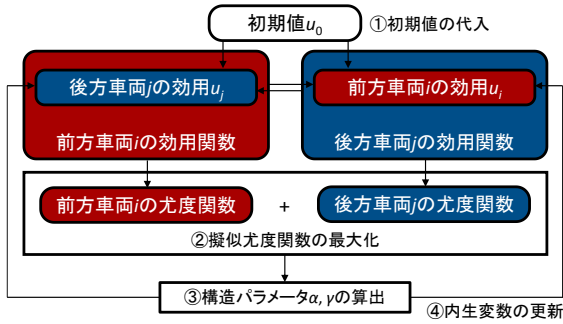 初期値u0
①初期値の代入
後方車両jの効用uj
前方車両iの効用ui
前方車両iの効用関数
後方車両jの効用関数
前方車両iの尤度関数 + 後方車両jの尤度関数
②擬似尤度関数の最大化
③構造パラメータα, γの算出
④内生変数の更新